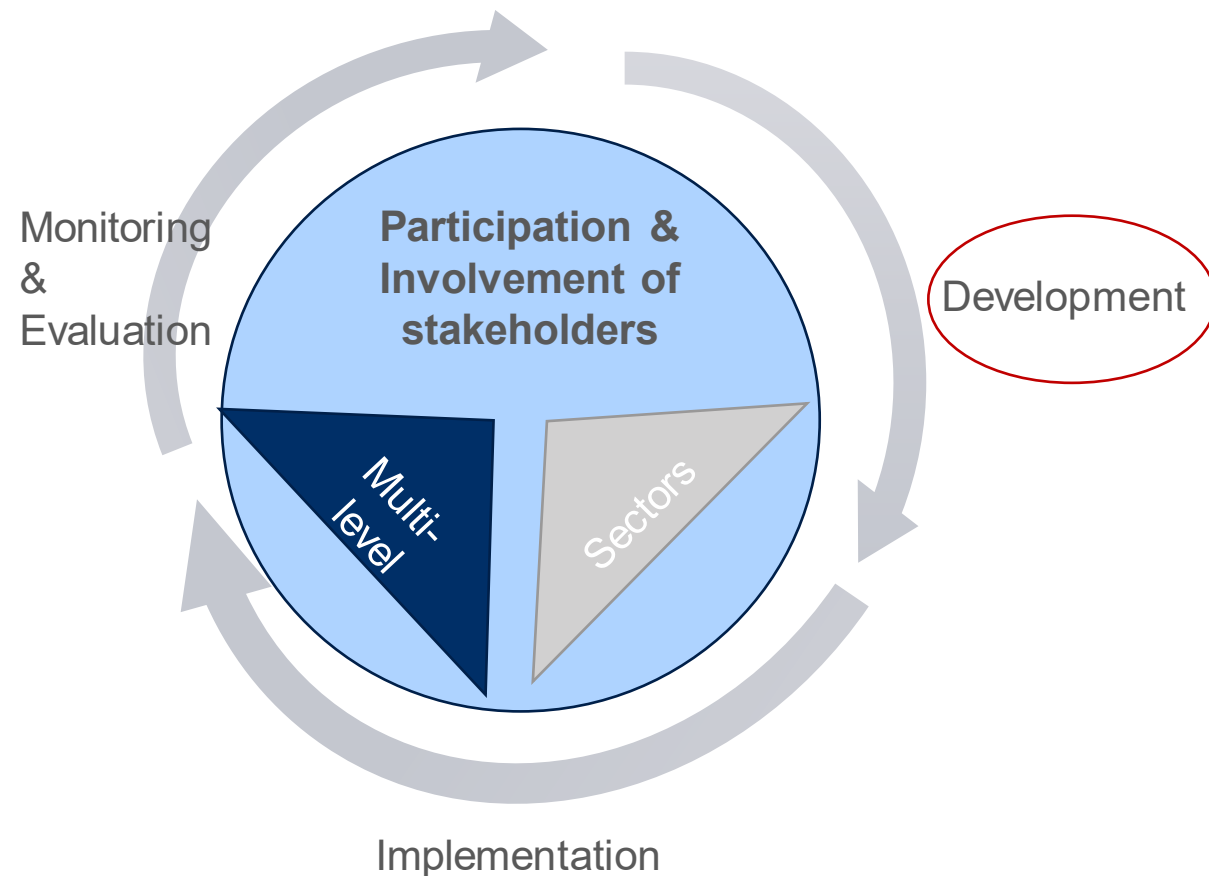 Participation &
Involvement of
stakeholders
Monitoring
&
Evaluation
Development
Multi-
level
Sectors
Implementation